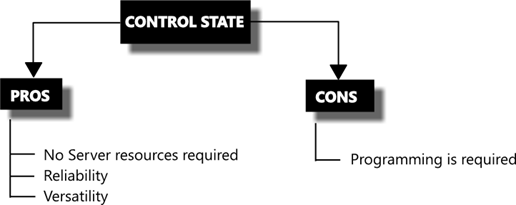 CONTROL STATE
PROS
No Server resources required
Reliability
Versatility
CONS
Programming is required